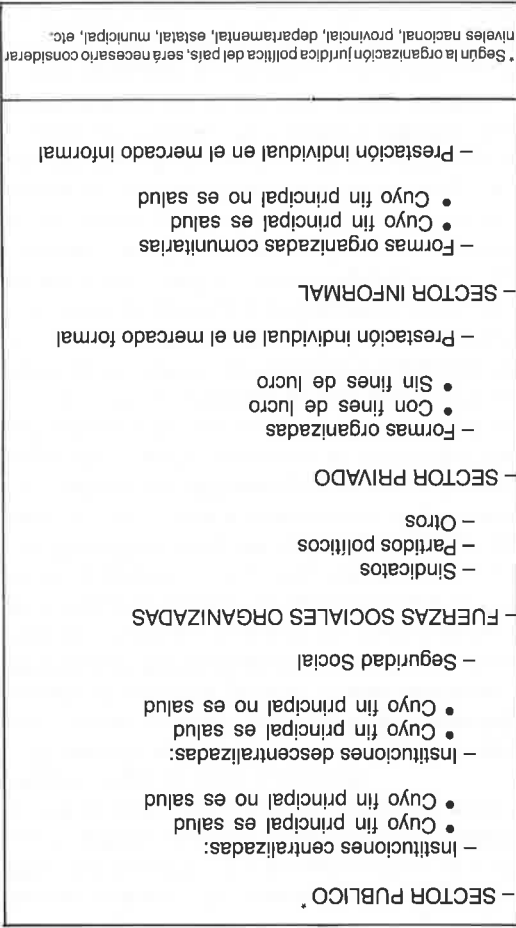 – SECTOR PUBLICO*
– Instituciones centralizadas:
• Cuyo fin principal es salud
• Cuyo fin principal no es salud
– Instituciones descentralizadas:
• Cuyo fin principal es salud
• Cuyo fin principal no es salud
– Seguridad Social
– FUERZAS SOCIALES ORGANIZADAS
– Sindicatos
– Partidos políticos
– Otros
– SECTOR PRIVADO
– Formas organizadas
• Con fines de lucro
• Sin fines de lucro
– Prestación individual en el mercado formal
– SECTOR INFORMAL
– Formas organizadas comunitarias
• Cuyo fin principal es salud
• Cuyo fin principal no es salud
– Prestación individual en el mercado informal
* Según la organización jurídica política del país, será necesario considerar
niveles nacional, provincial, departamental, estatal, municipal, etc.